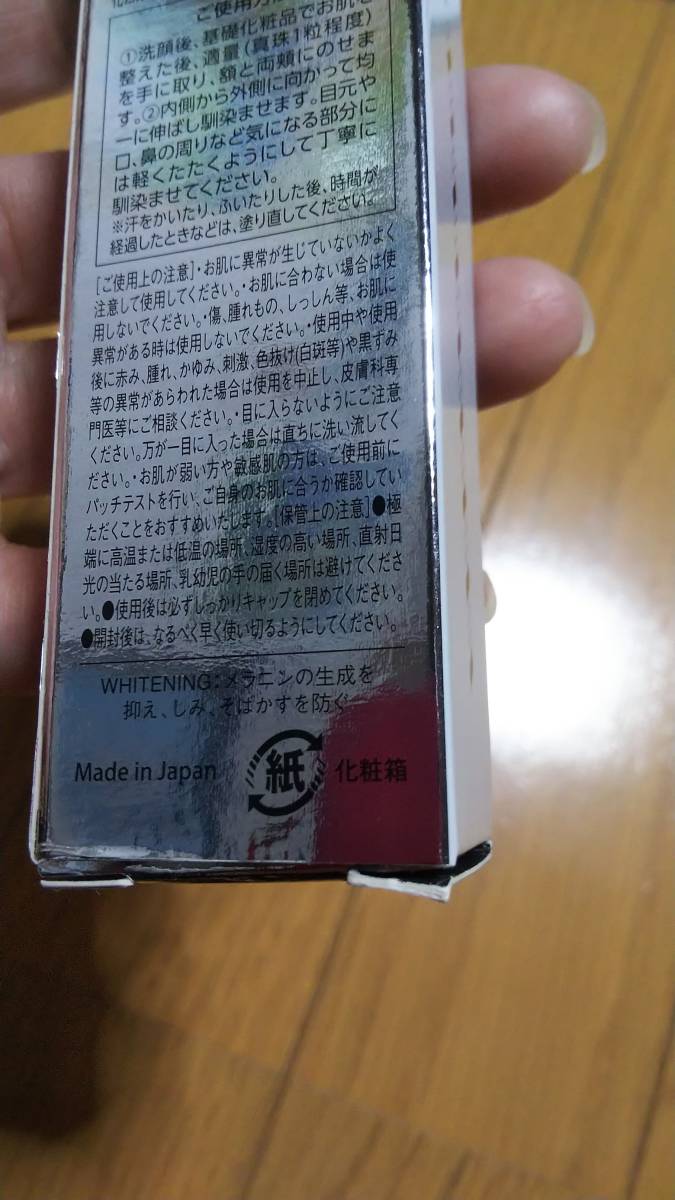 ご使用方
①洗顔後、基礎化粧品でお肌を
整えた後、適量(真珠1粒程度)
を手に取り、額と両頬にのせま
す。②内側から外側に向かって均
一に伸ばし馴染ませます。目元や
口、鼻の周りなど気になる部分に
は軽くたたくようにして丁寧に
馴染ませてください。
※汗をかいたり、ふいたりした後、時間が
経過したときなどは、塗り直してください。
[ご使用上の注意]・お肌に異常が生じていないかよく
注意して使用してください。・お肌に合わない場合は使
用しないでください。・傷、腫れもの、しっしん等、お肌に
異常がある時は使用しないでください。・使用中や使用
後に赤み、腫れ、かゆみ、刺激、色抜け(白斑等)や黒ずみ
等の異常があらわれた場合は使用を中止し、皮膚科専
門医等にご相談ください。・目に入らないようにご注意
ください。万が一目に入った場合は直ちに洗い流してく
ださい。・お肌が弱い方や敏感肌の方は、ご使用前に
パッチテストを行い、ご自身のお肌に合うか確認してい
ただくことをおすすめいたします。[保管上の注意]●極
端に高温または低温の場所、湿度の高い場所、直射日
光の当たる場所、乳幼児の手の届く場所は避けてくださ
い。●使用後は必ずしっかりキャップを閉めてください。
●開封後は、なるべく早く使い切るようにしてください。
WHITENING:メラニンの生成を
抑え、しみ、そばかすを防ぐ
Made in Japan 紙 化粧箱